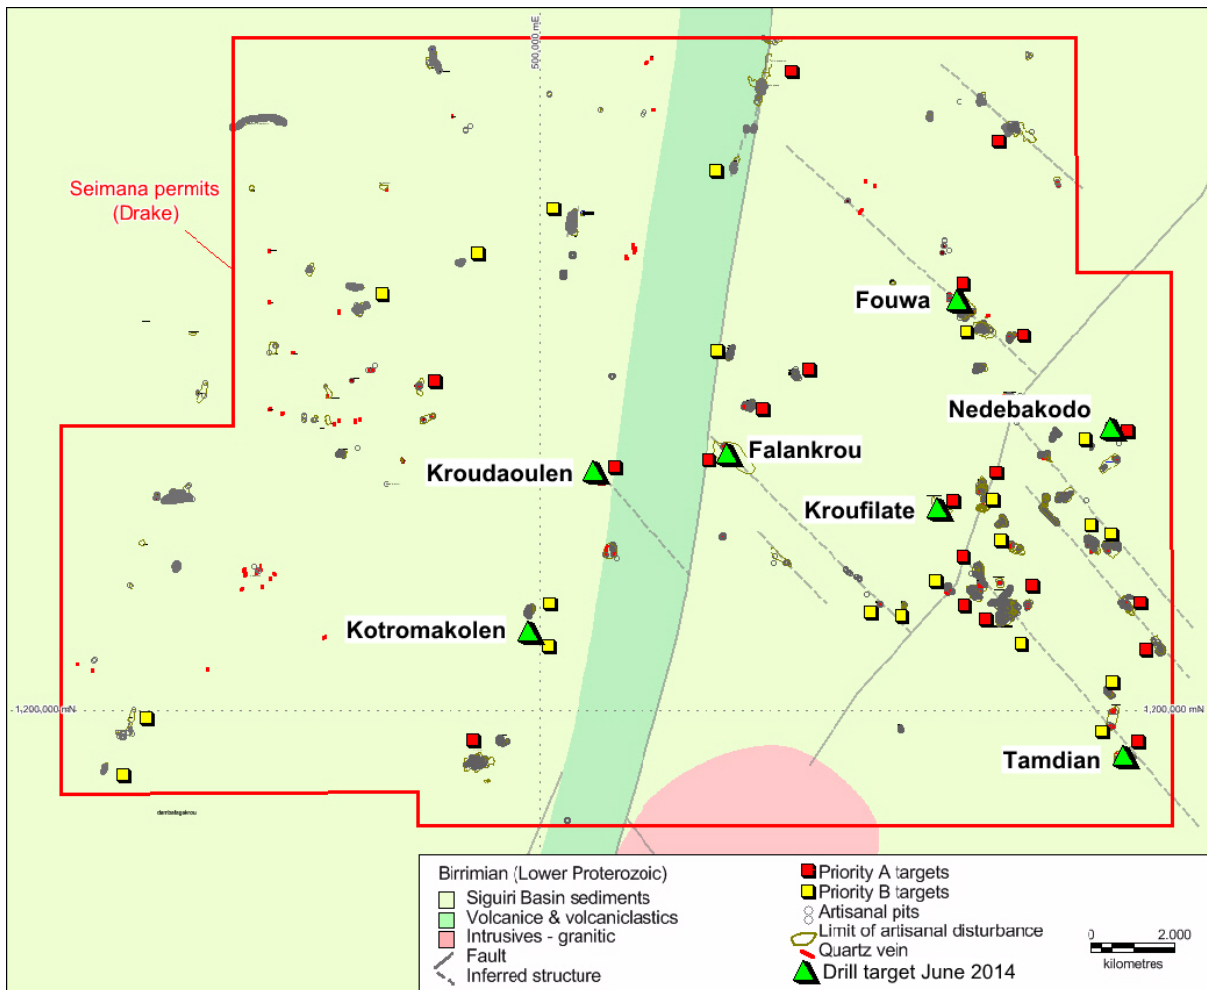 500,000 mE
Seimana permits
(Drake)
Fouwa
Nedebakodo
Falankrou
Kroudaoulen
Kroufilate
Kotromakolen
1,200,000 mN
1,200,000 mN
Tamdian
Birrimian (Lower Proterozoic)
Siguiri Basin sediments
Volcanice & volcaniclastics
Intrusives - granitic
Fault
Inferred structure
Priority A targets
Priority B targets
Artisanal pits
Limit of artisanal disturbance
Quartz vein
Drill target June 2014
0 2.000
kilometres